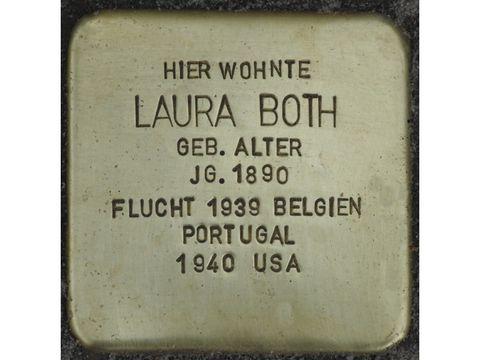 HIER WOHNTE
LAURA BOTH
GEB. ALTER
JG. 1890
FLUCHT 1939 BELGIEN
PORTUGAL
1940 USA